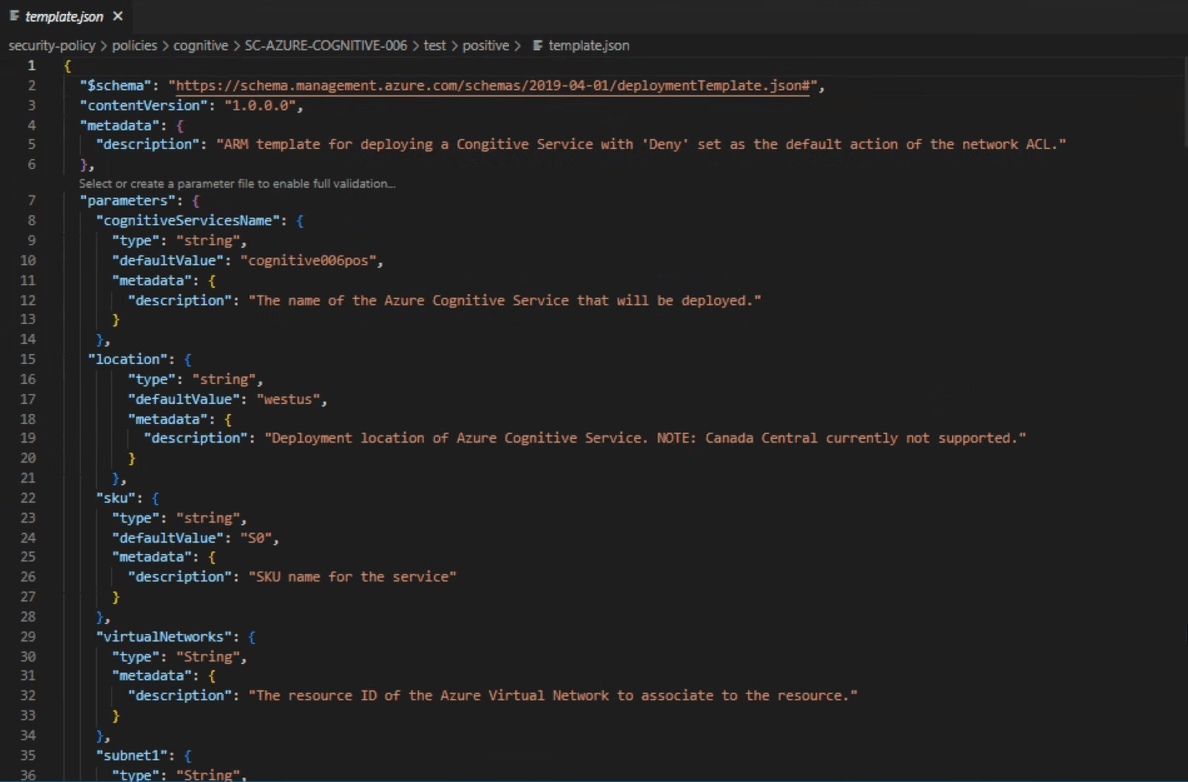 template.json ×
security-policy > policies > cognitive > SC-AZURE-COGNITIVE-006 > test > positive > template.json
1 {
2 "$schema": "https://schema.management.azure.com/schemas/2019-04-01/deploymentTemplate.json#",
3 "contentVersion": "1.0.0.0",
4 "metadata": {
5 "description": "ARM template for deploying a Congitive Service with 'Deny' set as the default action of the network ACL."
6 },
Select or create a parameter file to enable full validation...
7 "parameters": {
8 "cognitiveServicesName": {
9 "type": "string",
10 "defaultValue": "cognitive006pos",
11 "metadata": {
12 "description": "The name of the Azure Cognitive Service that will be deployed."
13 }
14 },
15 "location": {
16 "type": "string",
17 "defaultValue": "westus",
18 "metadata": {
19 "description": "Deployment location of Azure Cognitive Service. NOTE: Canada Central currently not supported."
20 }
21 },
22 "sku": {
23 "type": "string",
24 "defaultValue": "S0",
25 "metadata": {
26 "description": "SKU name for the service"
27 }
28 },
29 "virtualNetworks": {
30 "type": "String",
31 "metadata": {
32 "description": "The resource ID of the Azure Virtual Network to associate to the resource."
33 }
34 },
35 "subnet1": {
36 "type": "String",